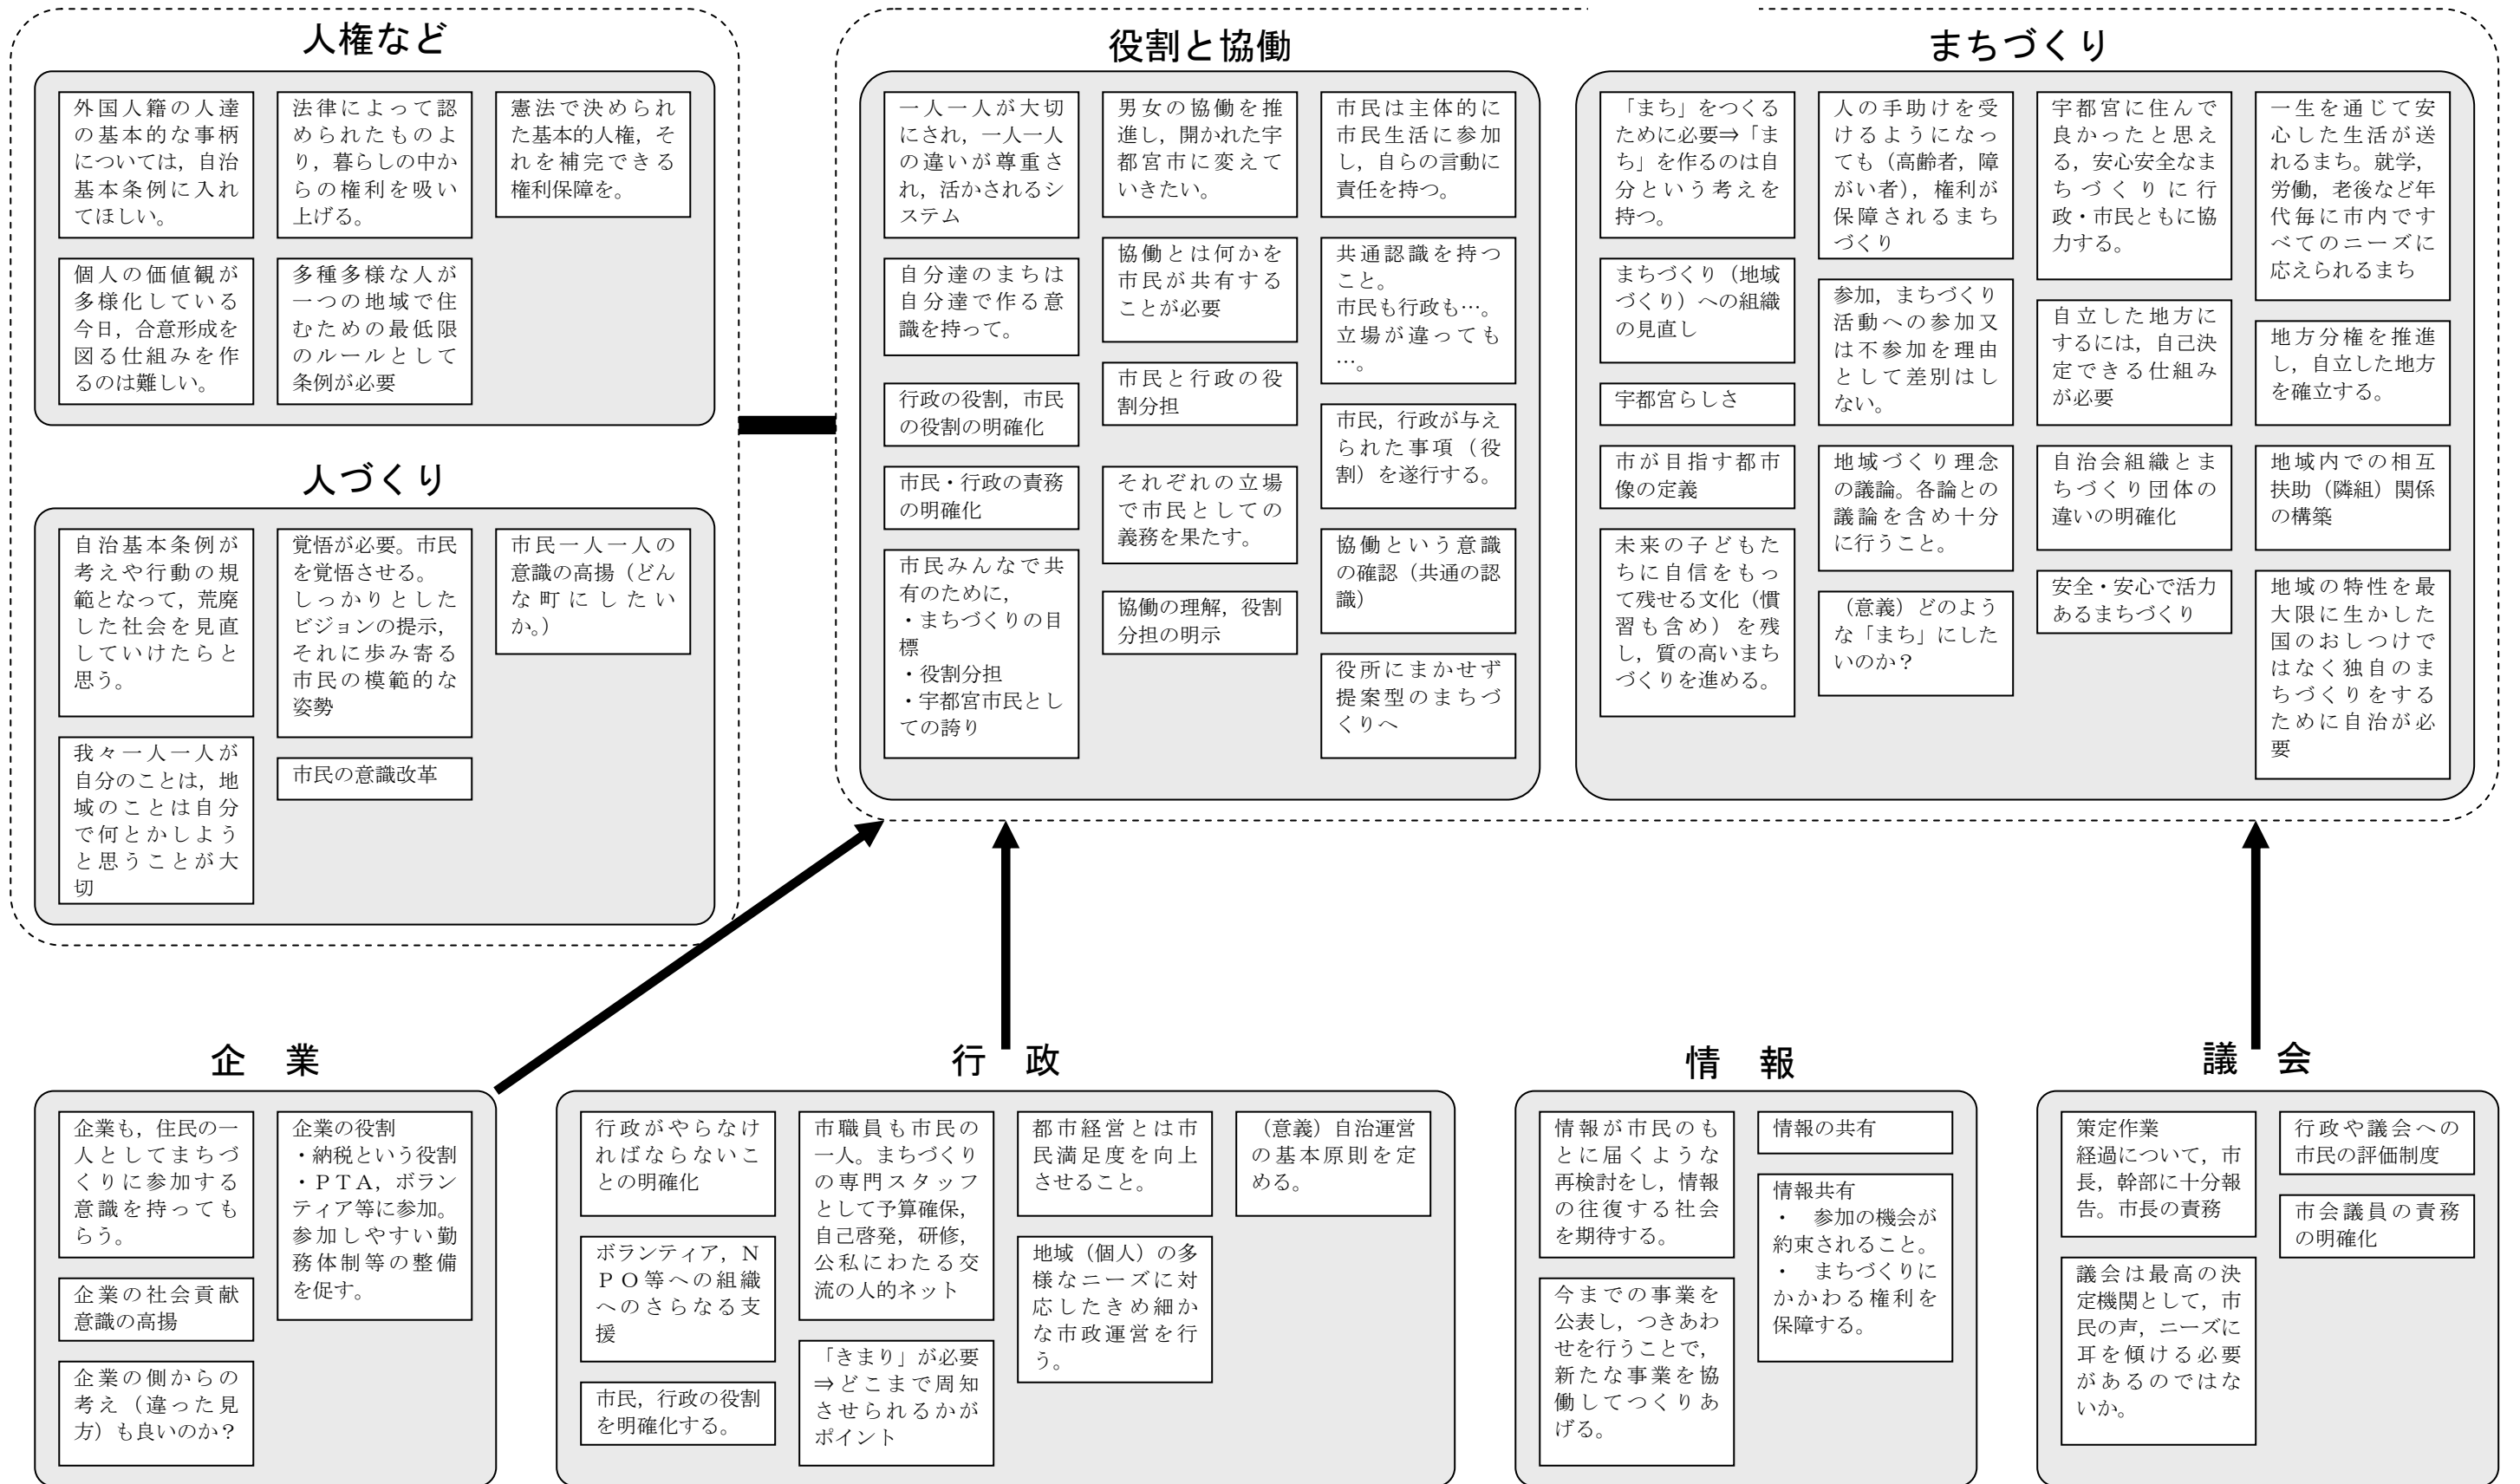 人権など
外国人籍の人達
の基本的な事柄
については，自治
基本条例に入れ
てほしい。
法律によって認
められたものよ
り，暮らしの中か
らの権利を吸い
上げる。
憲法で決められ
た基本的人権，そ
れを補完できる
権利保障を。
個人の価値観が
多様化している
今日，合意形成を
図る仕組みを作
るのは難しい。
多種多様な人が
一つの地域で住
むための最低限
のルールとして
条例が必要
人づくり
自治基本条例が
考えや行動の規
範となって，荒廃
した社会を見直
していけたらと
思う。
覚悟が必要。市民
を覚悟させる。
しっかりとした
ビジョンの提示，
それに歩み寄る
市民の模範的な
姿勢
市民一人一人の
意識の高揚（どん
な町にしたい
か。）
我々一人一人が
自分のことは，地
域のことは自分
で何とかしよう
と思うことが大
切
市民の意識改革
役割と協働
一人一人が大切
にされ，一人一人
の違いが尊重さ
れ，活かされるシ
ステム
自分達のまちは
自分達で作る意
識を持って。
行政の役割，市民
の役割の明確化
市民・行政の責務
の明確化
市民みんなで共
有のために，
・まちづくりの目
標
・役割分担
・宇都宮市民とし
ての誇り
男女の協働を推
進し，開かれた宇
都宮市に変えて
いきたい。
協働とは何かを
市民が共有する
ことが必要
市民と行政の役
割分担
それぞれの立場
で市民としての
義務を果たす。
協働の理解，役割
分担の明示
市民は主体的に
市民生活に参加
し，自らの言動に
責任を持つ。
共通認識を持つ
こと。
市民も行政も…。
立場が違っても
…。
市民，行政が与え
られた事項（役
割）を遂行する。
協働という意識
の確認（共通の認
識）
役所にまかせず
提案型のまちづ
くりへ
まちづくり
「まち」をつくる
ために必要⇒「ま
ち」を作るのは自
分という考えを
持つ。
まちづくり（地域
づくり）への組織
の見直し
宇都宮らしさ
市が目指す都市
像の定義
未来の子どもた
ちに自信をもっ
て残せる文化（慣
習も含め）を残
し，質の高いまち
づくりを進める。
人の手助けを受
けるようになっ
ても（高齢者，障
がい者），権利が
保障されるまち
づくり
参加，まちづくり
活動への参加又
は不参加を理由
として差別はし
ない。
地域づくり理念
の議論。各論との
議論を含め十分
に行うこと。
（意義）どのよう
な「まち」にした
いのか？
宇都宮に住んで
良かったと思え
る，安心安全なま
ちづくりに行
政・市民ともに協
力する。
自立した地方に
するには，自己決
定できる仕組み
が必要
自治会組織とま
ちづくり団体の
違いの明確化
安全・安心で活力
あるまちづくり
一生を通じて安
心した生活が送
れるまち。就学，
労働，老後など年
代毎に市内です
べてのニーズに
応えられるまち
地方分権を推進
し，自立した地方
を確立する。
地域内での相互
扶助（隣組）関係
の構築
地域の特性を最
大限に生かした
国のおしつけで
はなく独自のま
ちづくりをする
ために自治が必
要
企　業
企業も，住民の一
人としてまちづ
くりに参加する
意識を持っても
らう。
企業の社会貢献
意識の高揚
企業の側からの
考え（違った見
方）も良いのか？
企業の役割
・納税という役割
・ＰＴＡ，ボラン
ティア等に参加。
参加しやすい勤
務体制等の整備
を促す。
行　政
行政がやらなけ
ればならないこ
との明確化
ボランティア，Ｎ
ＰＯ等への組織
へのさらなる支
援
市民，行政の役割
を明確化する。
市職員も市民の
一人。まちづくり
の専門スタッフ
として予算確保，
自己啓発，研修，
公私にわたる交
流の人的ネット
「きまり」が必要
⇒どこまで周知
させられるかが
ポイント
都市経営とは市
民満足度を向上
させること。
地域（個人）の多
様なニーズに対
応したきめ細か
な市政運営を行
う。
（意義）自治運営
の基本原則を定
める。
情　報
情報が市民のも
とに届くような
再検討をし，情報
の往復する社会
を期待する。
今までの事業を
公表し，つきあわ
せを行うことで，
新たな事業を協
働してつくりあ
げる。
情報の共有
情報共有
・　参加の機会が
約束されること。
・　まちづくりに
かかわる権利を
保障する。
議　会
策定作業
経過について，市
長，幹部に十分報
告。市長の責務
議会は最高の決
定機関として，市
民の声，ニーズに
耳を傾ける必要
があるのではな
いか。
行政や議会への
市民の評価制度
市会議員の責務
の明確化